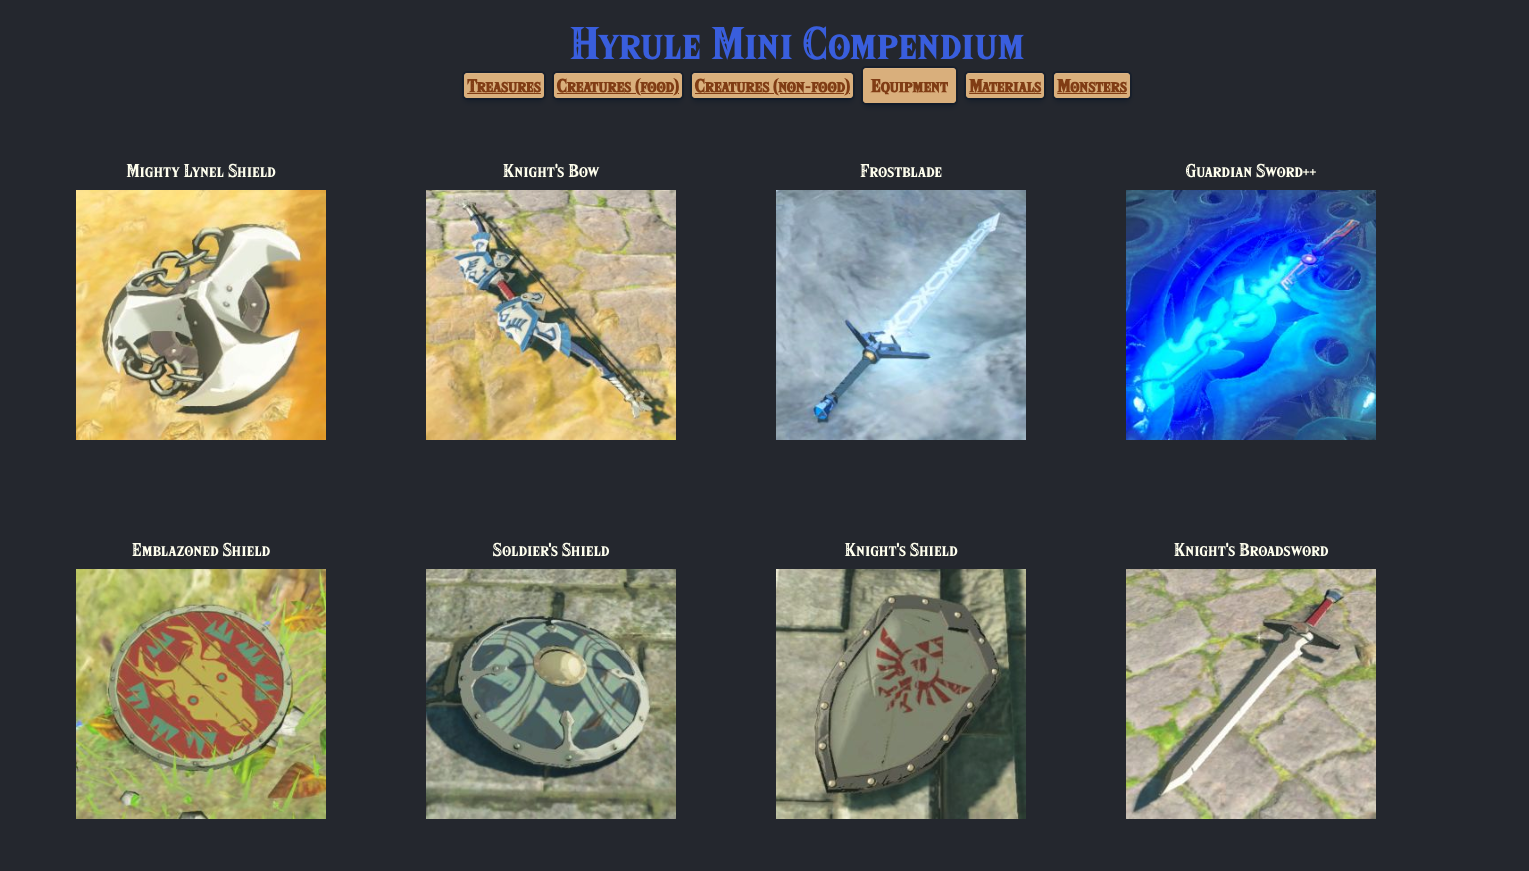 Hyrule Mini Compendium
Treasures Creatures (food) Creatures (non-food) Equipment Materials Monsters
Mighty Lynel Shield Knight's Bow Frostblade Guardian Sword++
Emblazoned Shield Soldier's Shield Knight's Shield Knight's Broadsword